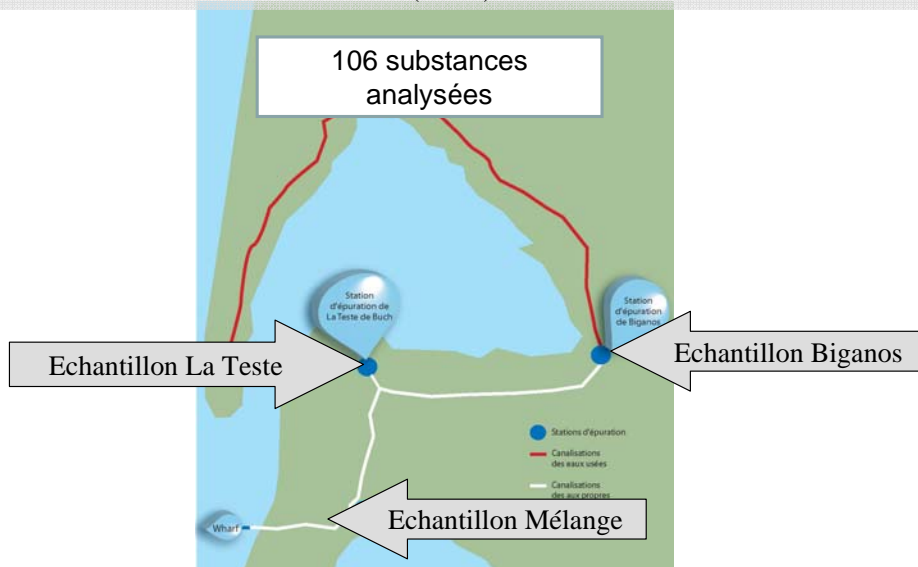 106 substances
analysées
Station
d'épuration de
La Teste de Buch
Station
d'épuration
de Biganos
Echantillon La Teste
Echantillon Biganos
Stations d'épuration
Canalisations
des eaux usées
Canalisations
des aux propres
Echantillon Mélange
Wharf